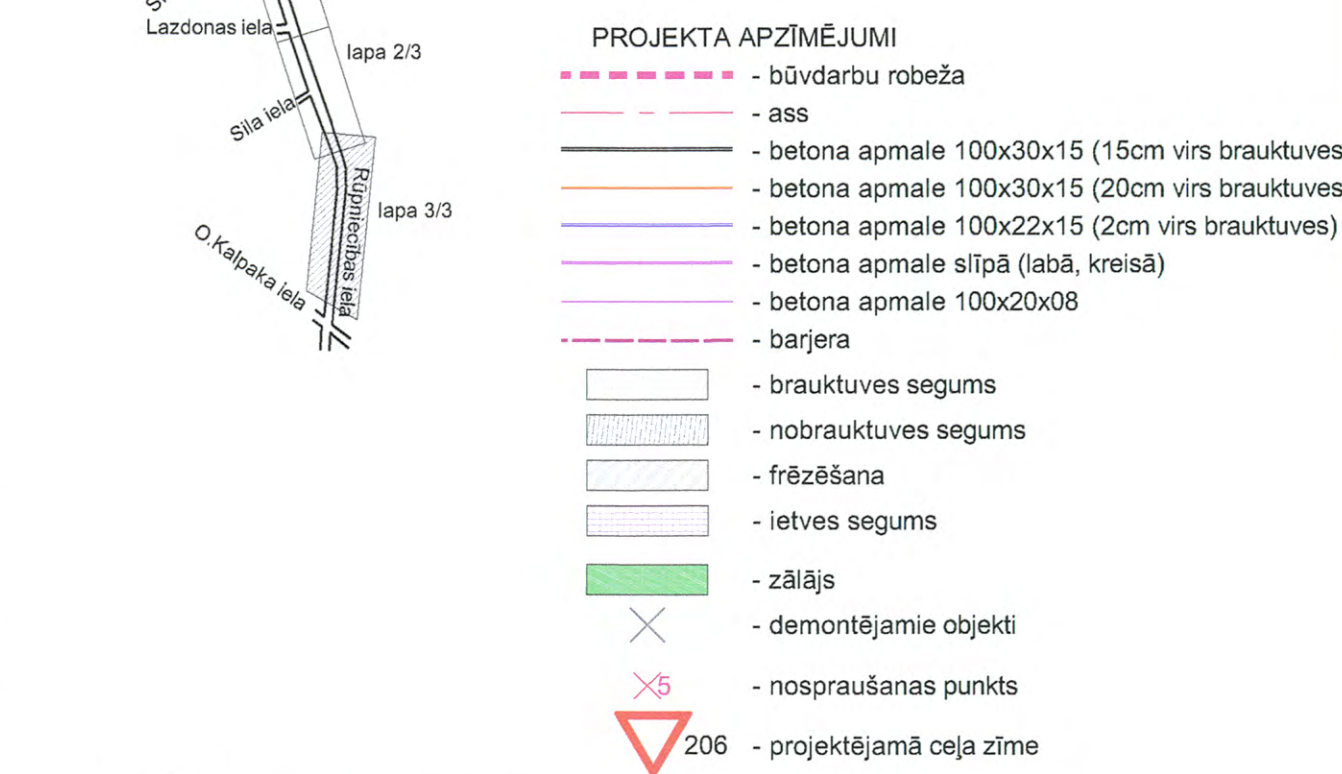 Lazdonas iela
lapa 2/3
Sila iela
Rūpniecības iela
lapa 3/3
O.Kalpaka iela
PROJEKTA APZĪMĒJUMI
- būvdarbu robeža
- ass
- betona apmale 100x30x15 (15cm virs brauktuves
- betona apmale 100x30x15 (20cm virs brauktuves
- betona apmale 100x22x15 (2cm virs brauktuves)
- betona apmale slīpā (labā, kreisā)
- betona apmale 100x20x08
- barjera
- brauktuves segums
- nobrauktuves segums
- frēzēšana
- ietves segums
- zālājs
- demontējamie objekti
5 - nospraušanas punkts
206 - projektējamā ceļa zīme